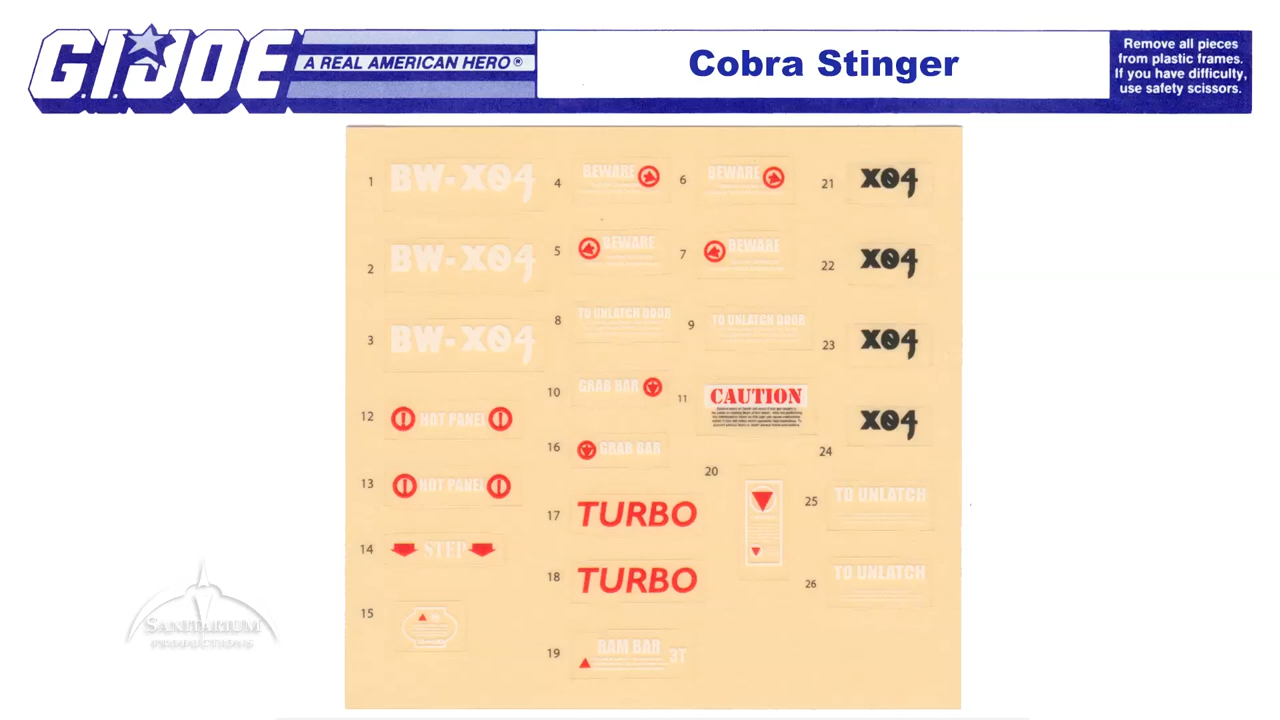 G.I. JOE
A REAL AMERICAN HERO®
Cobra Stinger
Remove all pieces
from plastic frames.
If you have difficulty,
use safety scissors.
1 BW-X04
4 BEWARE
6 BEWARE
21 X04
2 BW-X04
5 BEWARE
7 BEWARE
22 X04
3 BW-X04
8 TO UNLATCH DOOR
9 TO UNLATCH DOOR
23 X04
12 HOT PANEL
10 GRAB BAR
11 CAUTION
24 X04
13 HOT PANEL
16 GRAB BAR
20
25 TO UNLATCH
14 STEP
17 TURBO
26 TO UNLATCH
15
18 TURBO
19 RAM BAR 3T
SANITARIUM
PRODUCTIONS